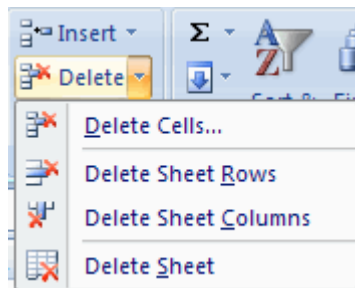 Insert
Σ
A
Z
Delete
Delete Cells...
Delete Sheet Rows
Delete Sheet Columns
Delete Sheet